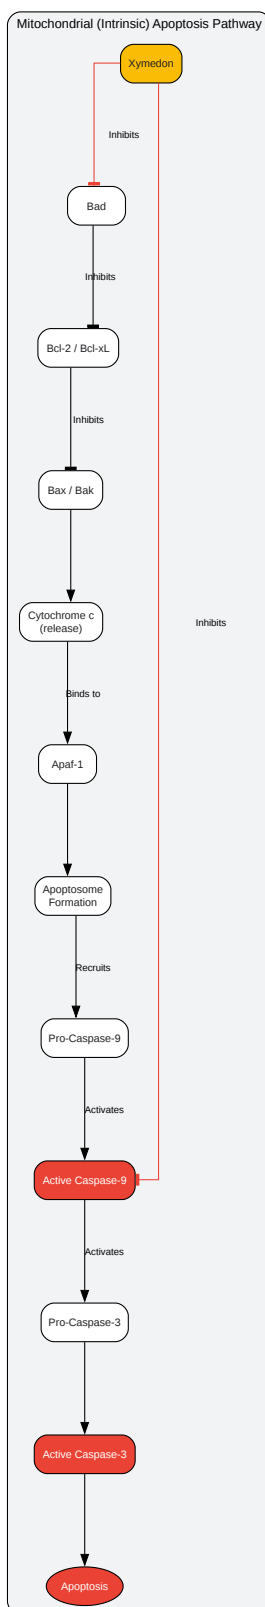 Mitochondrial (Intrinsic) Apoptosis Pathway
Xymedon
Inhibits
Bad
Inhibits
Bcl-2 / Bcl-xL
Inhibits
Bax / Bak
Cytochrome c
(release)
Inhibits
Binds to
Apaf-1
Apoptosome
Formation
Recruits
Pro-Caspase-9
Activates
Active Caspase-9
Activates
Pro-Caspase-3
Active Caspase-3
Apoptosis